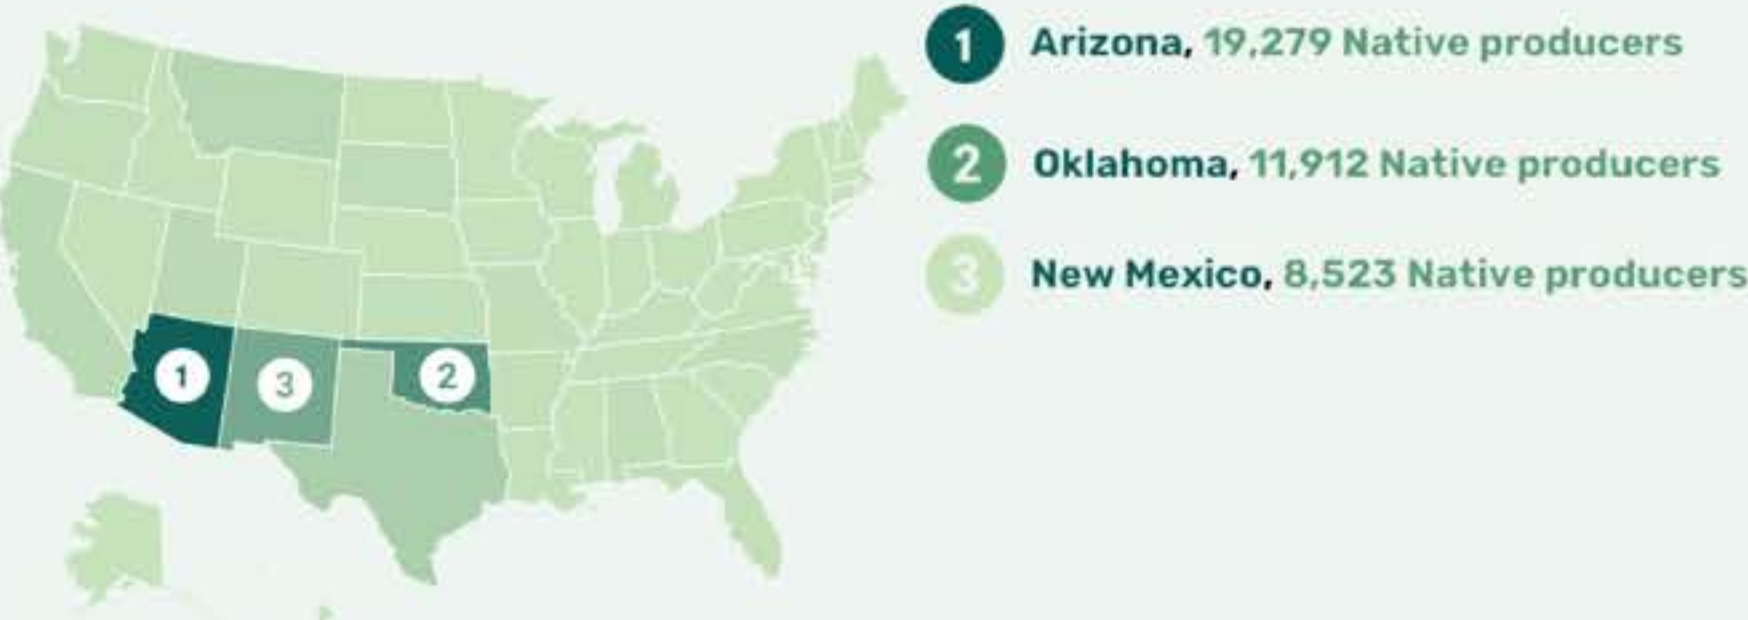 1 Arizona, 19,279 Native producers
2 Oklahoma, 11,912 Native producers
3 New Mexico, 8,523 Native producers
1
3
2